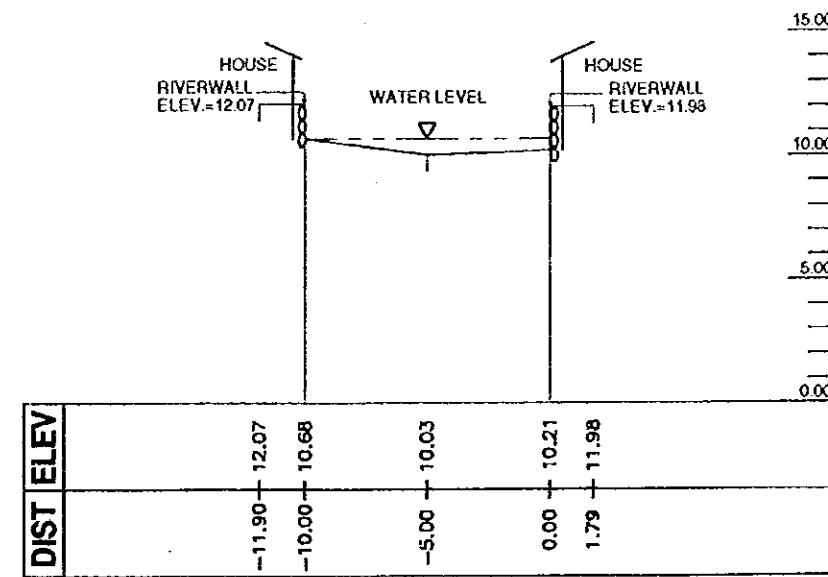 15.00
HOUSE
RIVERWALL
ELEV.=12.07
WATER LEVEL
HOUSE
RIVERWALL
ELEV.=11.98
10.00
5.00
0.00
ELEV
12.07
10.68
10.03
10.21
11.98
DIST
-11.90
-10.00
-5.00
0.00
1.79